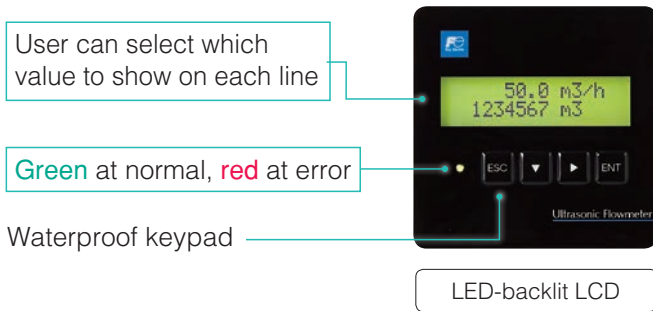 User can select which
value to show on each line
Green at normal, red at error
Waterproof keypad
Fe
50.0 m3/h
1234567 m3
ESC
ENT
Ultrasonic Flowmeter
LED-backlit LCD